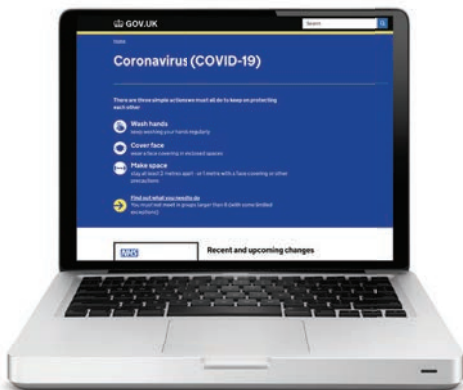 GOV.UK
Search
Home
Coronavirus (COVID-19)
There are three simple actions we must all do to keep on protecting
each other
Wash hands
keep washing your hands regularly
Cover face
wear a face covering in enclosed spaces
Make space
stay at least 2 metres apart - or 1 metre with a face covering or other
precautions
Find out what you need to do
You must not meet in groups larger than 6 (with some limited
exceptions)
NHS
Recent and upcoming changes